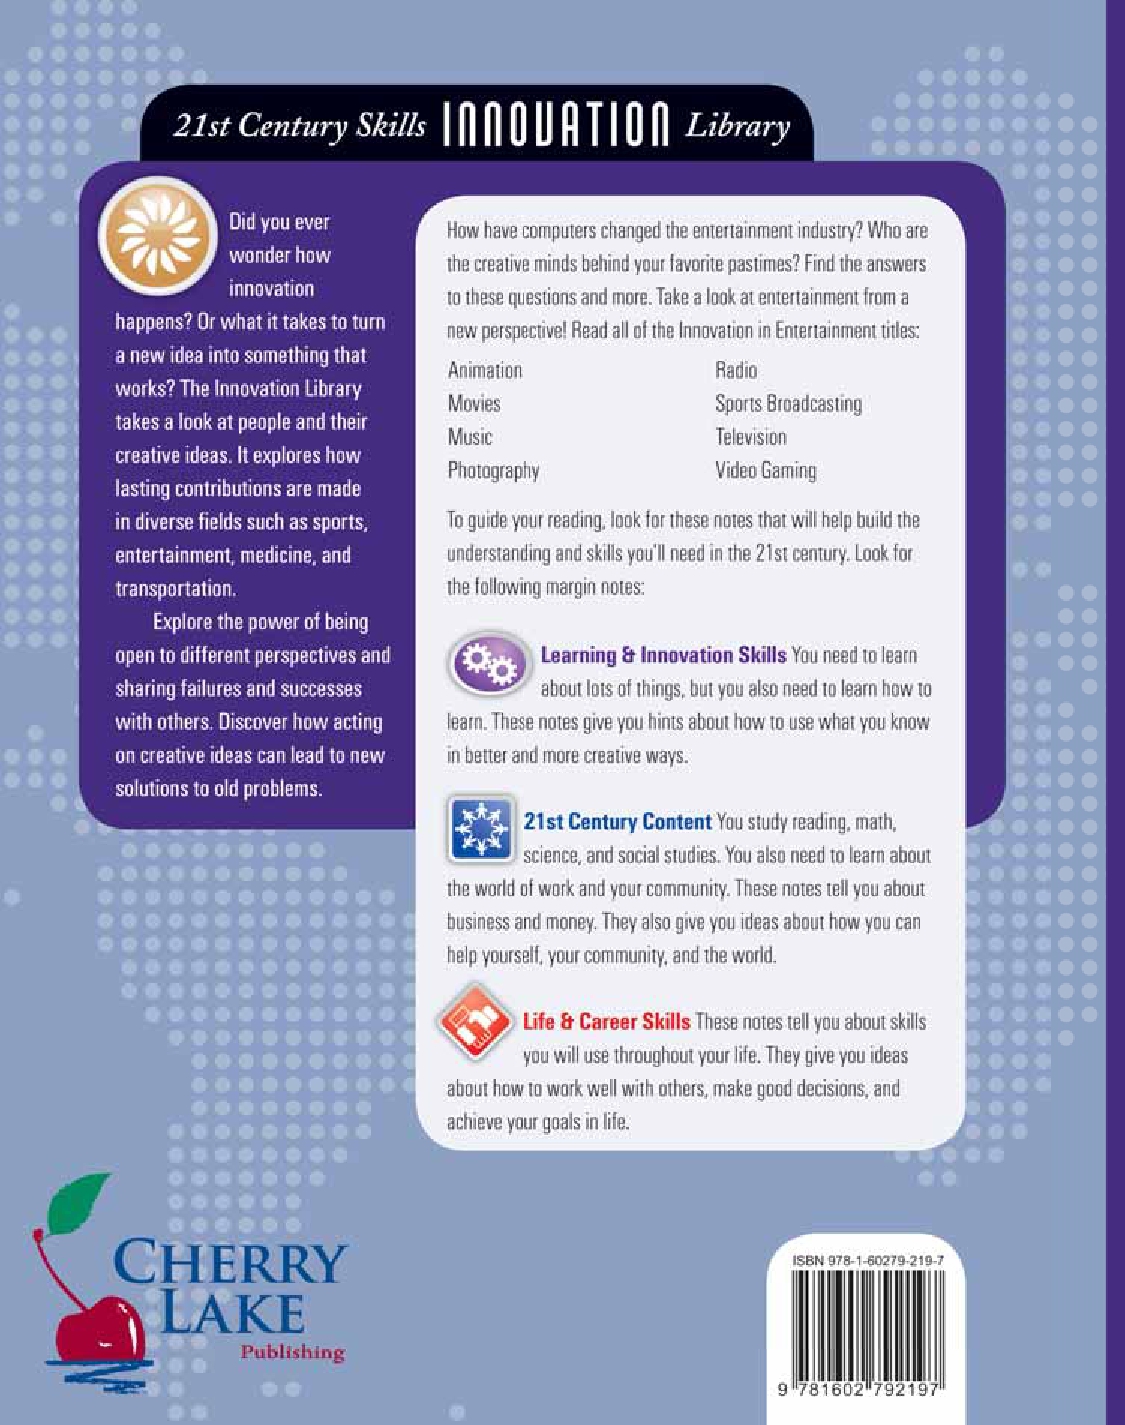 21st Century Skills INNOVATION Library
Did you ever
wonder how
innovation
happens? Or what it takes to turn
a new idea into something that
works? The Innovation Library
takes a look at people and their
creative ideas. It explores how
lasting contributions are made
in diverse fields such as sports,
entertainment, medicine, and
transportation.
Explore the power of being
open to different perspectives and
sharing failures and successes
with others. Discover how acting
on creative ideas can lead to new
solutions to old problems.
How have computers changed the entertainment industry? Who are
the creative minds behind your favorite pastimes? Find the answers
to these questions and more. Take a look at entertainment from a
new perspective! Read all of the Innovation in Entertainment titles:
Animation
Movies
Music
Photography
Radio
Sports Broadcasting
Television
Video Gaming
To guide your reading, look for these notes that will help build the
understanding and skills you'll need in the 21st century. Look for
the following margin notes:
Learning & Innovation Skills You need to learn
about lots of things, but you also need to learn how to
learn. These notes give you hints about how to use what you know
in better and more creative ways.
21st Century Content You study reading, math,
science, and social studies. You also need to learn about
the world of work and your community. These notes tell you about
business and money. They also give you ideas about how you can
help yourself, your community, and the world.
Life & Career Skills These notes tell you about skills
you will use throughout your life. They give you ideas
about how to work well with others, make good decisions, and
achieve your goals in life.
CHERRY
LAKE
Publishing
ISBN 978-1-60279-219-7
9 781602 792197